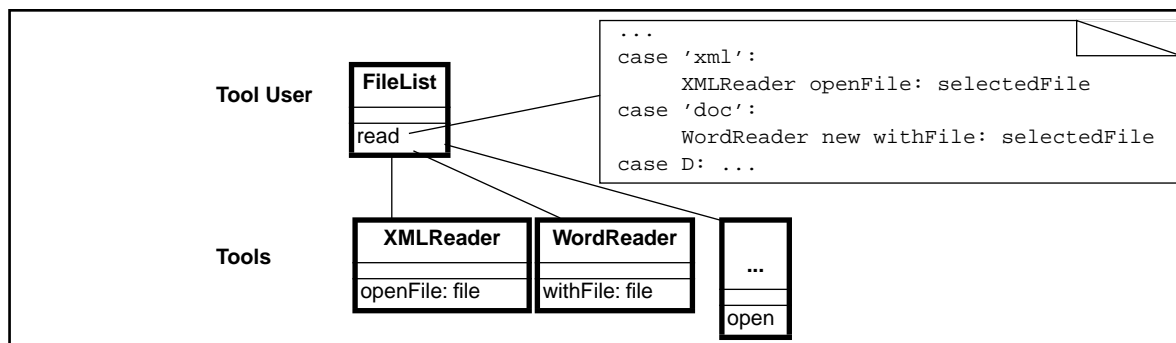 ...
case ’xml’:
XMLReader openFile: selectedFile
case ’doc’:
WordReader new withFile: selectedFile
case D: ...
Tool User
FileList
read
Tools
XMLReader
openFile: file
WordReader
withFile: file
...
open